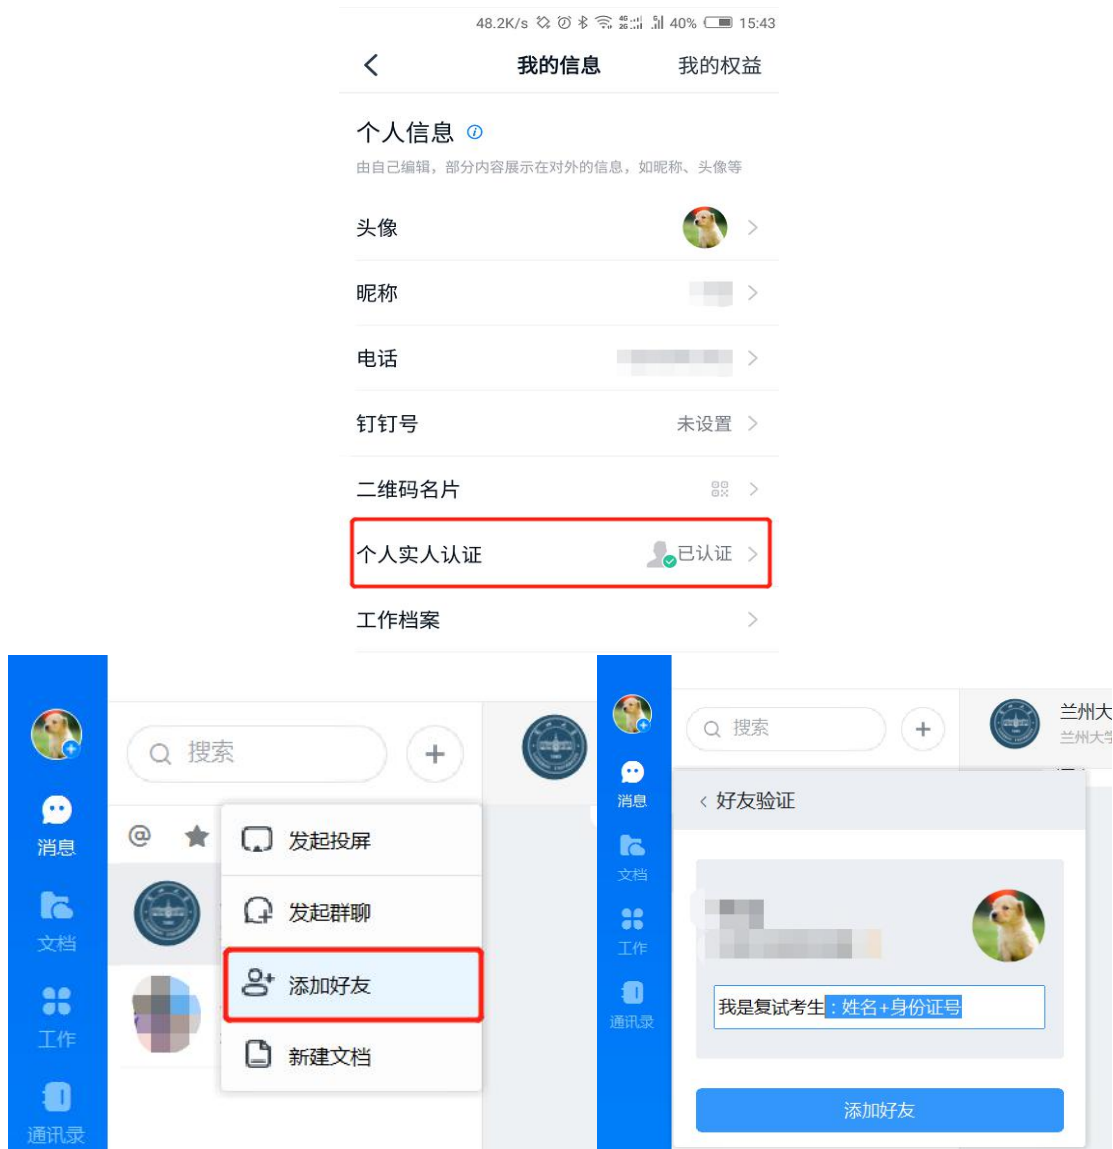 48.2K/s 4G 2G 40% 15:43
我的信息 我的权益
个人信息
由自己编辑，部分内容展示在对外的信息，如昵称、头像等
头像
昵称
电话
钉钉号 未设置
二维码名片
个人实人认证 已认证
工作档案
搜索
消息
@
发起投屏
文档
发起群聊
添加好友
工作
新建文档
通讯录
搜索
兰州大
兰州大学
消息
好友验证
文档
工作
我是复试考生：姓名+身份证号
通讯录
添加好友